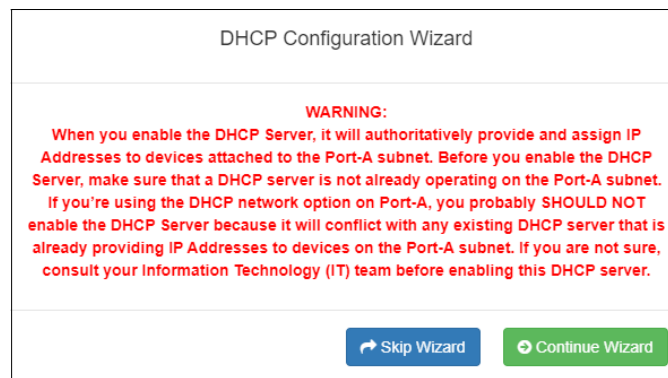 DHCP Configuration Wizard
WARNING:
When you enable the DHCP Server, it will authoritatively provide and assign IP
Addresses to devices attached to the Port-A subnet. Before you enable the DHCP
Server, make sure that a DHCP server is not already operating on the Port-A subnet.
If you're using the DHCP network option on Port-A, you probably SHOULD NOT
enable the DHCP Server because it will conflict with any existing DHCP server that is
already providing IP Addresses to devices on the Port-A subnet. If you are not sure,
consult your Information Technology (IT) team before enabling this DHCP server.
Skip Wizard
Continue Wizard